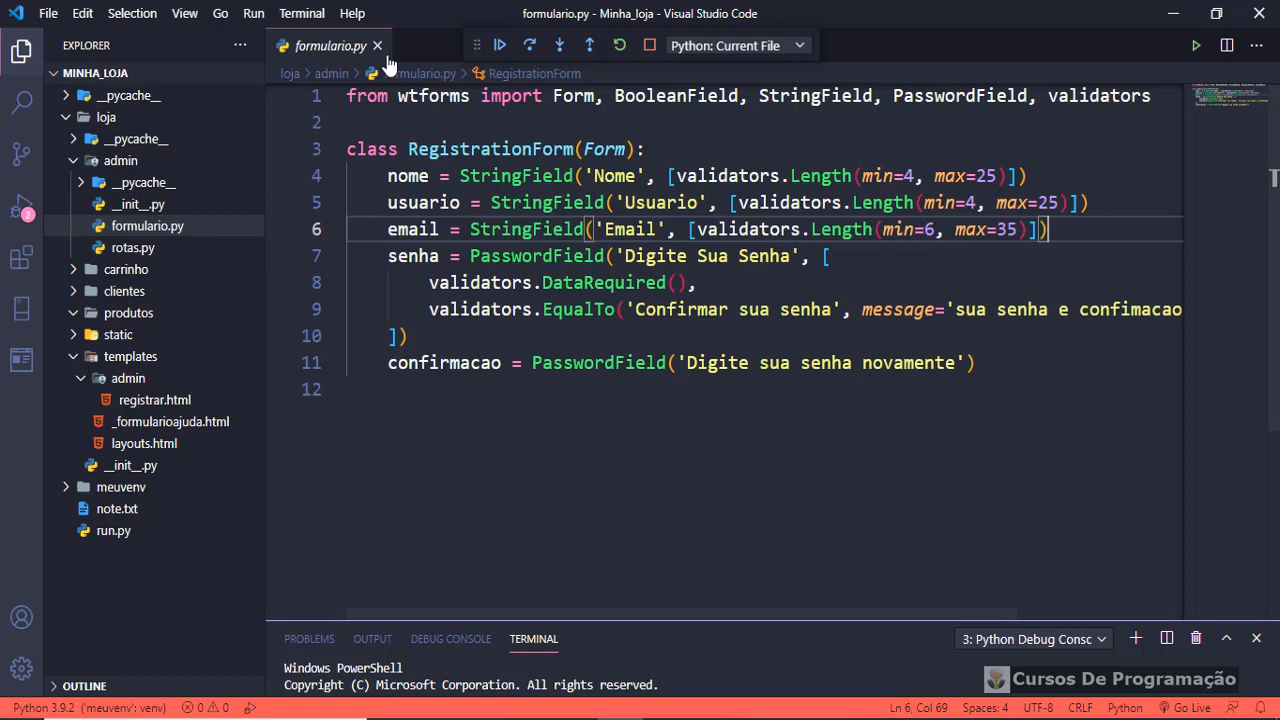 File Edit Selection View Go Run Terminal Help formulario.py - Minha_loja - Visual Studio Code
EXPLORER ... formulario.py Python: Current File
MINHA_LOJA loja > admin > mulario.py > RegistrationForm
__pycache__
loja
__pycache__
admin
__pycache__
__init__.py
formulario.py
rotas.py
carrinho
clientes
produtos
static
templates
admin
registrar.html
_formularioajuda.html
layouts.html
__init__.py
meuvenv
note.txt
run.py
OUTLINE
2
1 from wtforms import Form, BooleanField, StringField, PasswordField, validators
2
3 class RegistrationForm(Form):
4 nome = StringField('Nome', [validators.Length(min=4, max=25)])
5 usuario = StringField('Usuario', [validators.Length(min=4, max=25)])
6 email = StringField('Email', [validators.Length(min=6, max=35)])
7 senha = PasswordField('Digite Sua Senha', [
8 validators.DataRequired(),
9 validators.EqualTo('Confirmar sua senha', message='sua senha e confimacao
10 ])
11 confirmacao = PasswordField('Digite sua senha novamente')
12
PROBLEMS OUTPUT DEBUG CONSOLE TERMINAL 3: Python Debug Consc
Windows PowerShell
Copyright (C) Microsoft Corporation. All rights reserved.
Cursos De Programação
Python 3.9.2 ('meuvenv': venv) 0 0 Ln 6, Col 69 Spaces: 4 UTF-8 CRLF Python Go Live